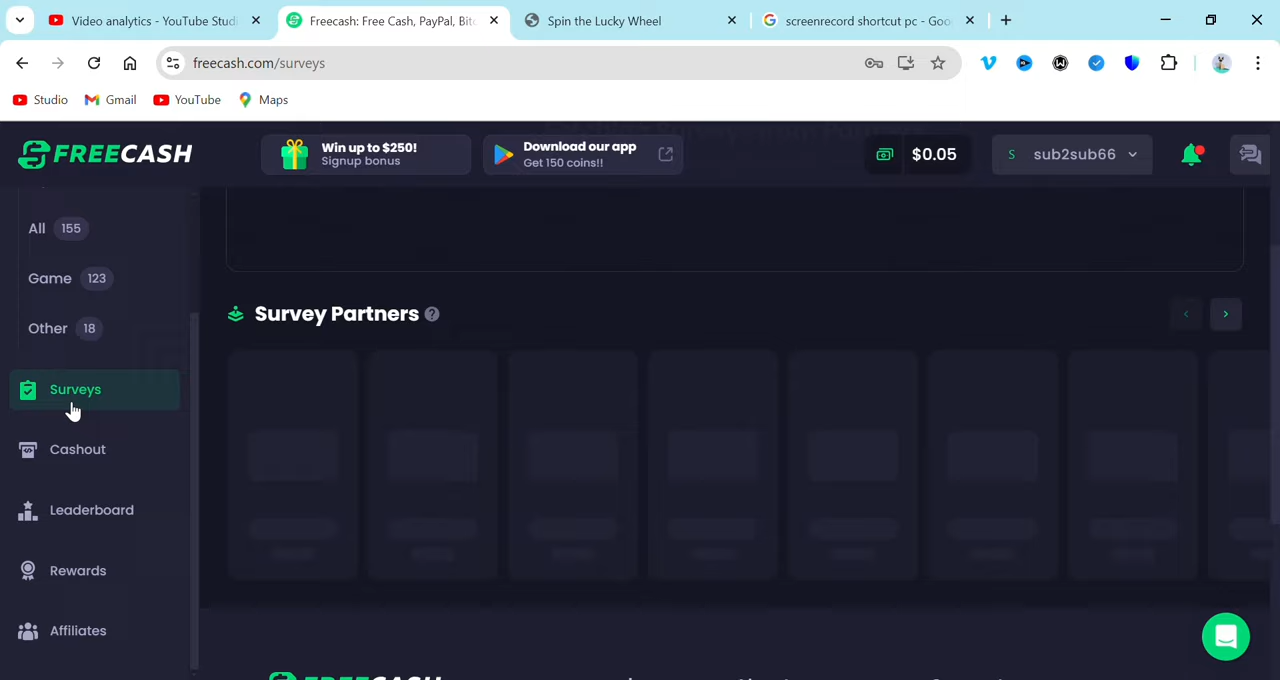 Video analytics - YouTube Studi
Freecash: Free Cash, PayPal, Bitc
Spin the Lucky Wheel
screenrecord shortcut pc - Goo
freecash.com/surveys
Studio
Gmail
YouTube
Maps
FREECASH
Win up to $250!
Signup bonus
Download our app
Get 150 coins!!
$0.05
S sub2sub66
All 155
Game 123
Other 18
Surveys
Cashout
Leaderboard
Rewards
Affiliates
Survey Partners ?